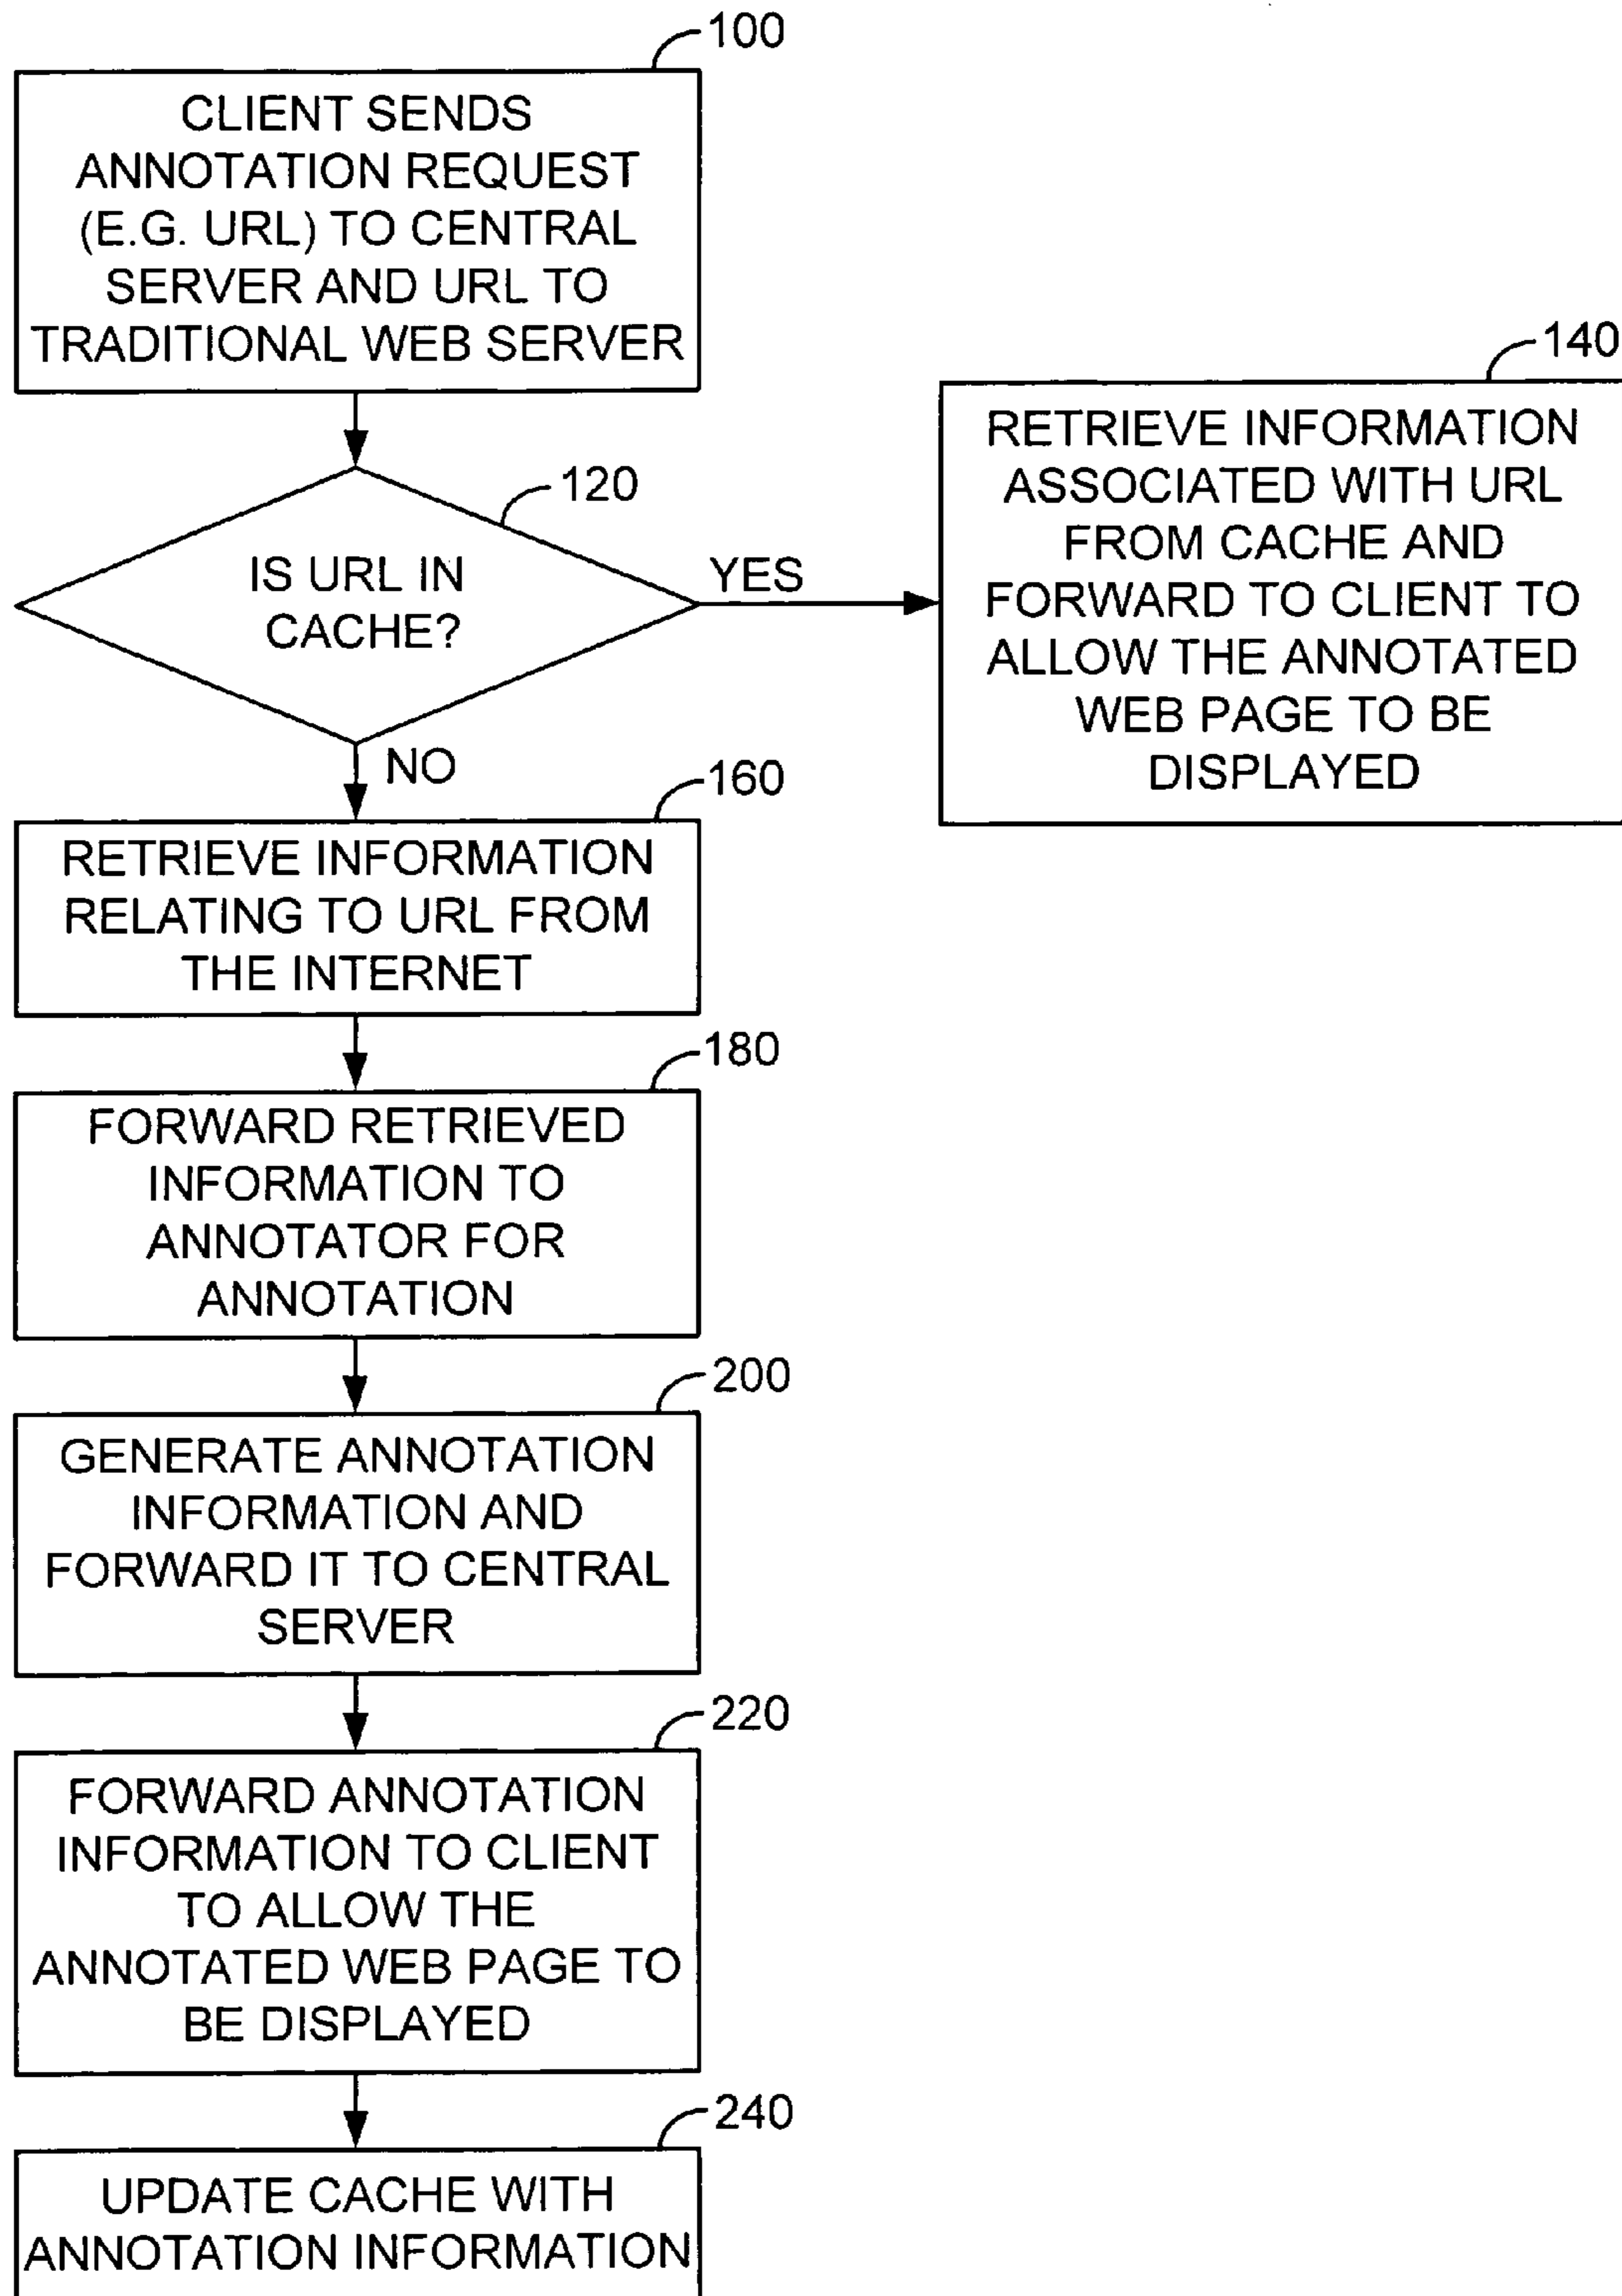 100
CLIENT SENDS
ANNOTATION REQUEST
(E.G. URL) TO CENTRAL
SERVER AND URL TO
TRADITIONAL WEB SERVER
120
IS URL IN
CACHE?
YES
140
RETRIEVE INFORMATION
ASSOCIATED WITH URL
FROM CACHE AND
FORWARD TO CLIENT TO
ALLOW THE ANNOTATED
WEB PAGE TO BE
DISPLAYED
NO
160
RETRIEVE INFORMATION
RELATING TO URL FROM
THE INTERNET
180
FORWARD RETRIEVED
INFORMATION TO
ANNOTATOR FOR
ANNOTATION
200
GENERATE ANNOTATION
INFORMATION AND
FORWARD IT TO CENTRAL
SERVER
220
FORWARD ANNOTATION
INFORMATION TO CLIENT
TO ALLOW THE
ANNOTATED WEB PAGE TO
BE DISPLAYED
240
UPDATE CACHE WITH
ANNOTATION INFORMATION